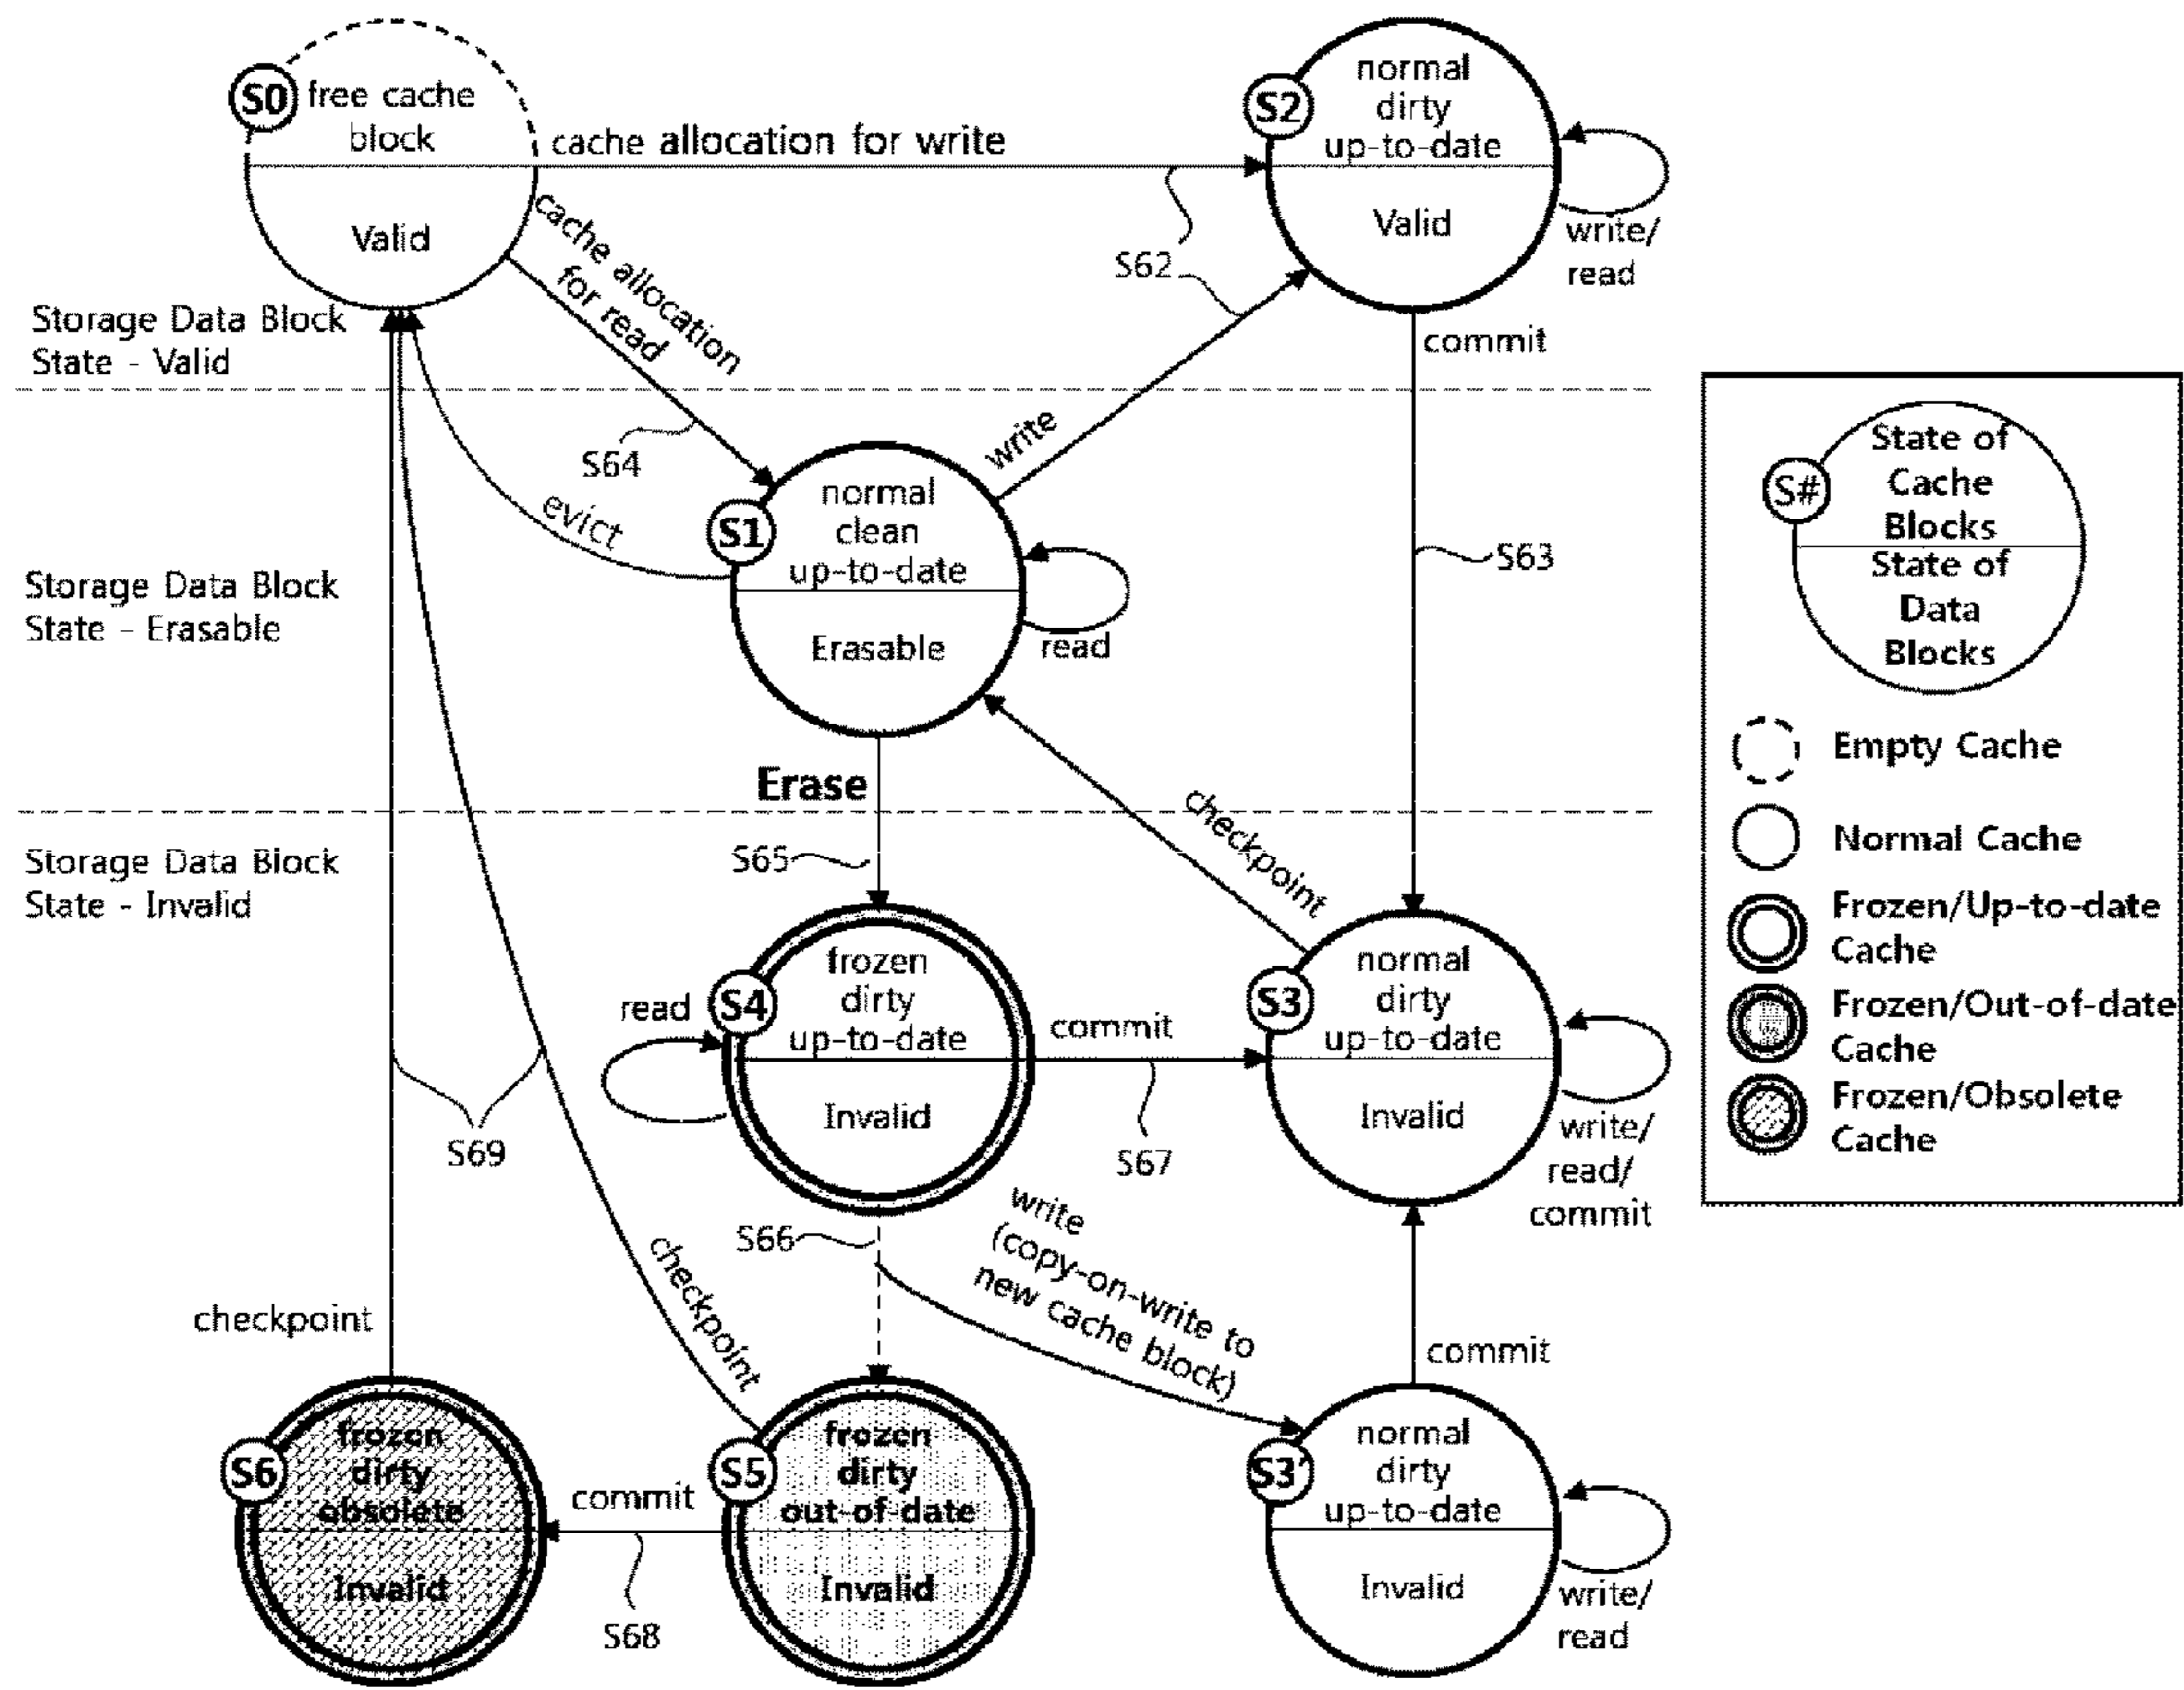 S0
free cache
block
Valid
cache allocation for write
cache allocation
for read
S2
normal
dirty
up-to-date
Valid
write/
read
S62
commit
Storage Data Block
State - Valid
S64
evict
write
S1
normal
clean
up-to-date
Erasable
read
S63
Storage Data Block
State - Erasable
Erase
checkpoint
Storage Data Block
State - Invalid
S65
S4
frozen
dirty
up-to-date
Invalid
read
commit
S67
S3
normal
dirty
up-to-date
Invalid
write/
read/
commit
S69
S66
write
(copy-on-write to
new cache block)
checkpoint
checkpoint
commit
S6
frozen
dirty
obsolete
Invalid
commit
S68
S5
frozen
dirty
out-of-date
Invalid
S3'
normal
dirty
up-to-date
Invalid
write/
read
S#
State of
Cache
Blocks
State of
Data
Blocks
Empty Cache
Normal Cache
Frozen/Up-to-date
Cache
Frozen/Out-of-date
Cache
Frozen/Obsolete
Cache